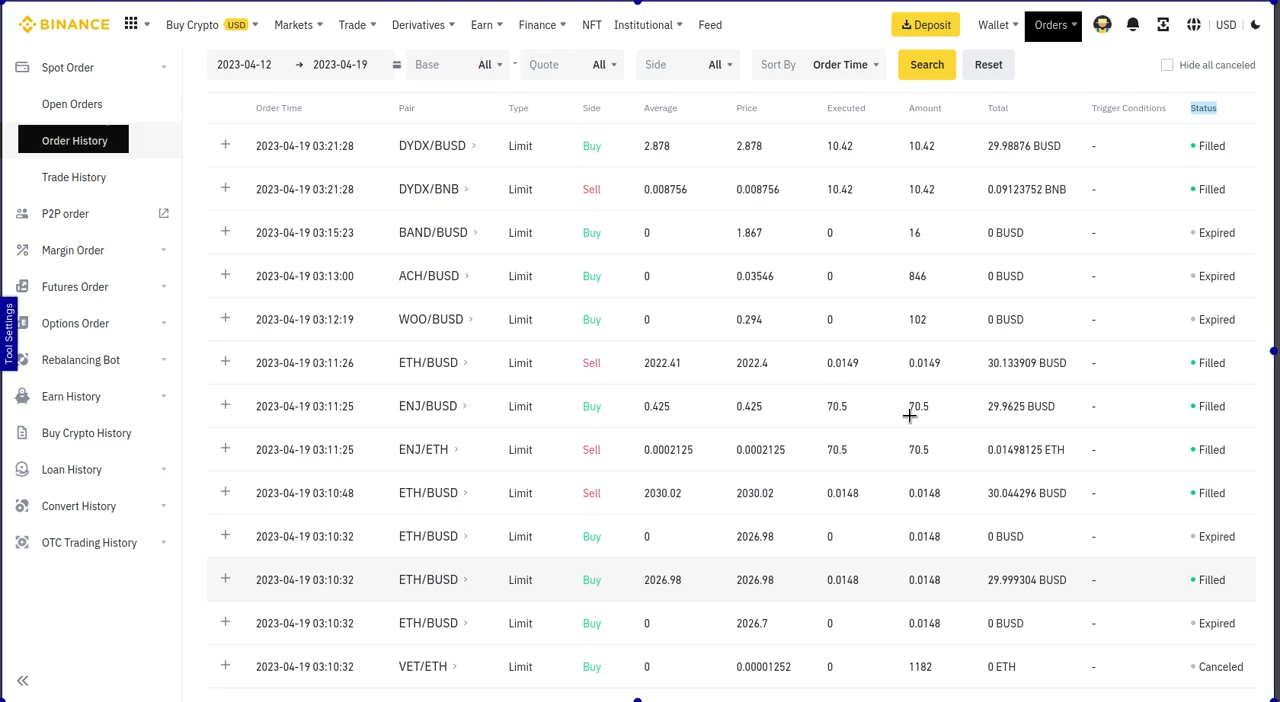 BINANCE Buy Crypto USD Markets Trade Derivatives Earn Finance NFT Institutional Feed Deposit Wallet Orders USD
Spot Order
Open Orders
Order History
Trade History
P2P order
Margin Order
Futures Order
Options Order
Rebalancing Bot
Earn History
Buy Crypto History
Loan History
Convert History
OTC Trading History
Tool Settings
2023-04-12 → 2023-04-19 Base All - Quote All Side All Sort By Order Time Search Reset Hide all canceled
Order Time Pair Type Side Average Price Executed Amount Total Trigger Conditions Status
+ 2023-04-19 03:21:28 DYDX/BUSD Limit Buy 2.878 2.878 10.42 10.42 29.98876 BUSD - Filled
+ 2023-04-19 03:21:28 DYDX/BNB Limit Sell 0.008756 0.008756 10.42 10.42 0.09123752 BNB - Filled
+ 2023-04-19 03:15:23 BAND/BUSD Limit Buy 0 1.867 0 16 0 BUSD - Expired
+ 2023-04-19 03:13:00 ACH/BUSD Limit Buy 0 0.03546 0 846 0 BUSD - Expired
+ 2023-04-19 03:12:19 WOO/BUSD Limit Buy 0 0.294 0 102 0 BUSD - Expired
+ 2023-04-19 03:11:26 ETH/BUSD Limit Sell 2022.41 2022.4 0.0149 0.0149 30.133909 BUSD - Filled
+ 2023-04-19 03:11:25 ENJ/BUSD Limit Buy 0.425 0.425 70.5 70.5 29.9625 BUSD - Filled
+ 2023-04-19 03:11:25 ENJ/ETH Limit Sell 0.0002125 0.0002125 70.5 70.5 0.01498125 ETH - Filled
+ 2023-04-19 03:10:48 ETH/BUSD Limit Sell 2030.02 2030.02 0.0148 0.0148 30.044296 BUSD - Filled
+ 2023-04-19 03:10:32 ETH/BUSD Limit Buy 0 2026.98 0 0.0148 0 BUSD - Expired
+ 2023-04-19 03:10:32 ETH/BUSD Limit Buy 2026.98 2026.98 0.0148 0.0148 29.999304 BUSD - Filled
+ 2023-04-19 03:10:32 ETH/BUSD Limit Buy 0 2026.7 0 0.0148 0 BUSD - Expired
+ 2023-04-19 03:10:32 VET/ETH Limit Buy 0 0.00001252 0 1182 0 ETH - Canceled